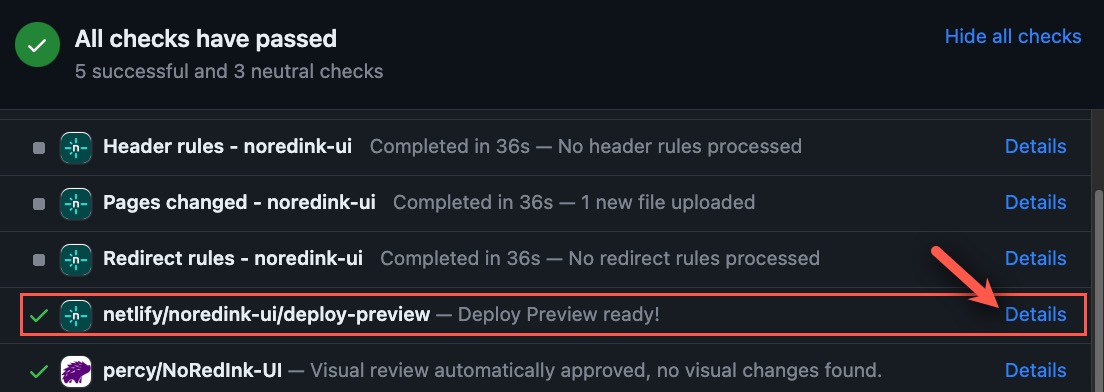 All checks have passed
Hide all checks
5 successful and 3 neutral checks
n Header rules - noredink-ui Completed in 36s — No header rules processed Details
n Pages changed - noredink-ui Completed in 36s — 1 new file uploaded Details
n Redirect rules - noredink-ui Completed in 36s — No redirect rules processed Details
n netlify/noredink-ui/deploy-preview — Deploy Preview ready! Details
percy/NoRedInk-UI — Visual review automatically approved, no visual changes found. Details